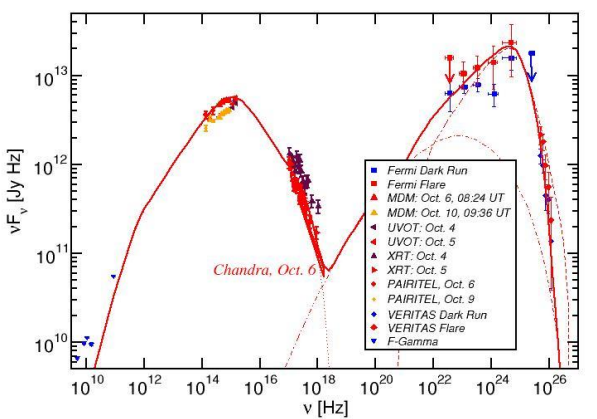 νFν [Jy Hz]
10^13
10^12
10^11
10^10
Chandra, Oct. 6
Fermi Dark Run
Fermi Flare
MDM: Oct. 6, 08:24 UT
MDM: Oct. 10, 09:36 UT
UVOT: Oct. 4
UVOT: Oct. 5
XRT: Oct. 4
XRT: Oct. 5
PAIRITEL, Oct. 6
PAIRITEL, Oct. 9
VERITAS Dark Run
VERITAS Flare
F-Gamma
10^10 10^12 10^14 10^16 10^18 10^20 10^22 10^24 10^26
ν [Hz]